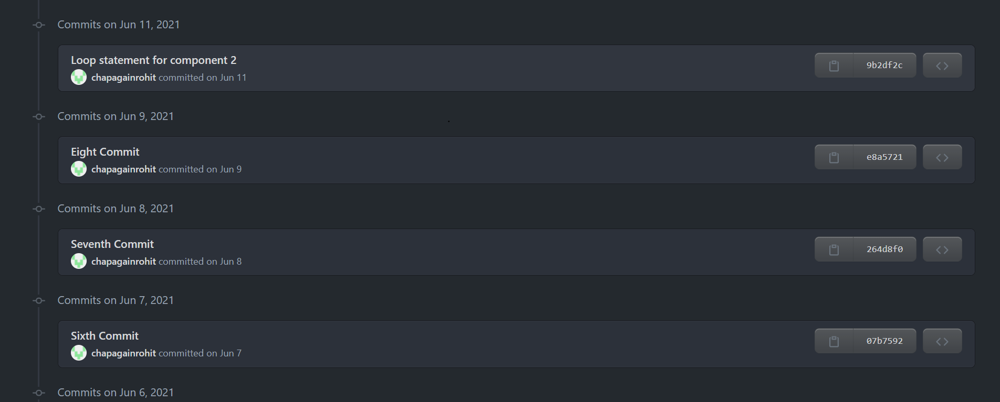 Commits on Jun 11, 2021
Loop statement for component 2
chapagainrohit committed on Jun 11
9b2df2c
Commits on Jun 9, 2021
Eight Commit
chapagainrohit committed on Jun 9
e8a5721
Commits on Jun 8, 2021
Seventh Commit
chapagainrohit committed on Jun 8
264d8f0
Commits on Jun 7, 2021
Sixth Commit
chapagainrohit committed on Jun 7
07b7592
Commits on Jun 6, 2021